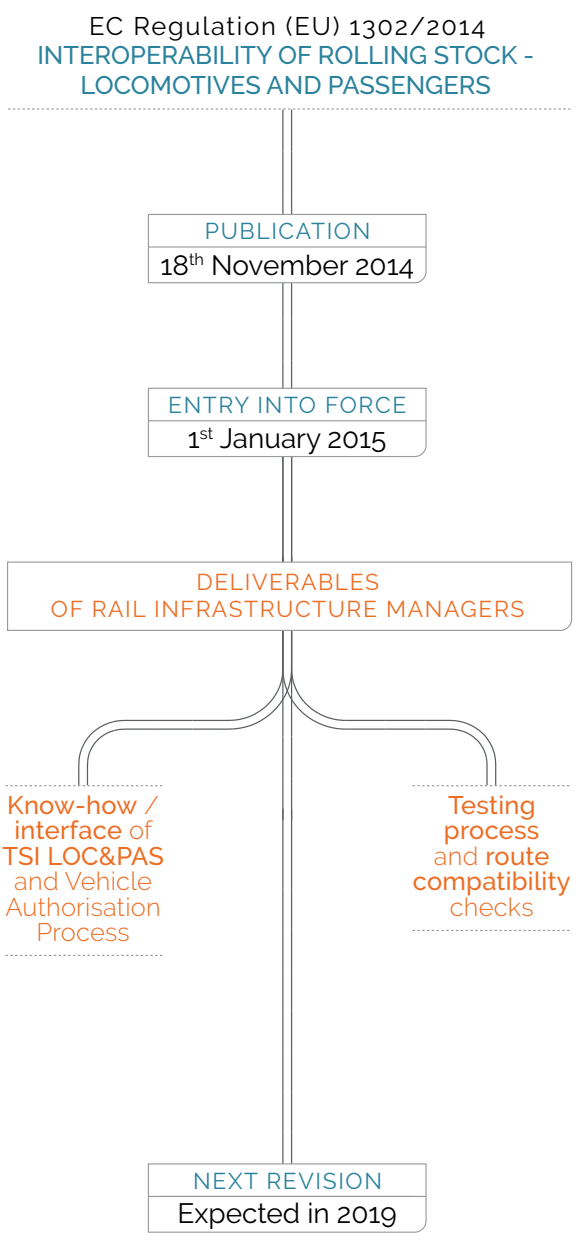 EC Regulation (EU) 1302/2014
INTEROPERABILITY OF ROLLING STOCK -
LOCOMOTIVES AND PASSENGERS
PUBLICATION
18th November 2014
ENTRY INTO FORCE
1st January 2015
DELIVERABLES
OF RAIL INFRASTRUCTURE MANAGERS
Know-how /
interface of
TSI LOC&PAS
and Vehicle
Authorisation
Process
Testing
process
and route
compatibility
checks
NEXT REVISION
Expected in 2019